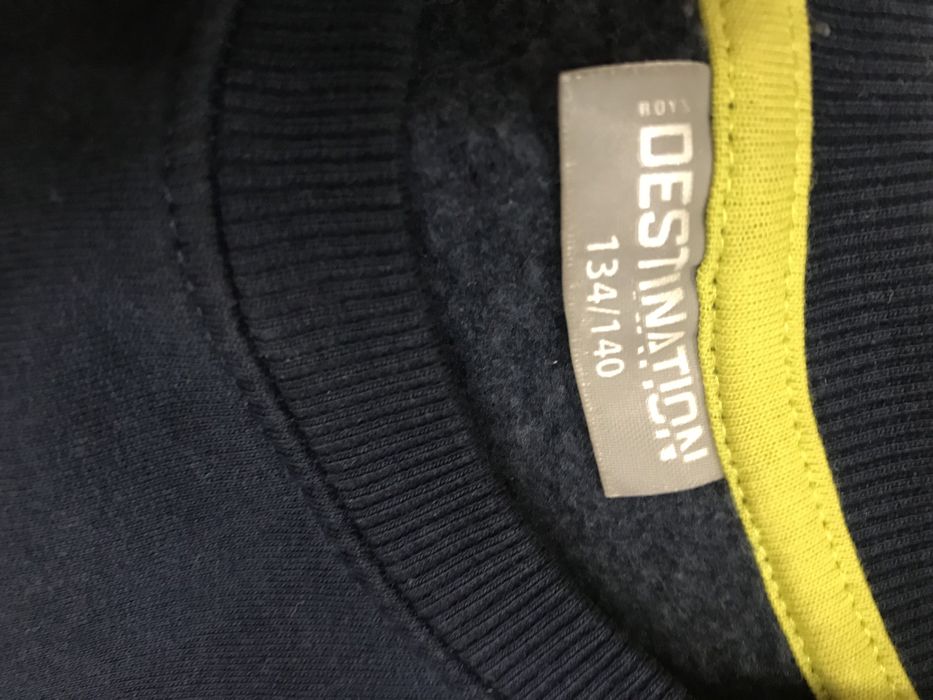 BOYS
DESTINATION
134/140